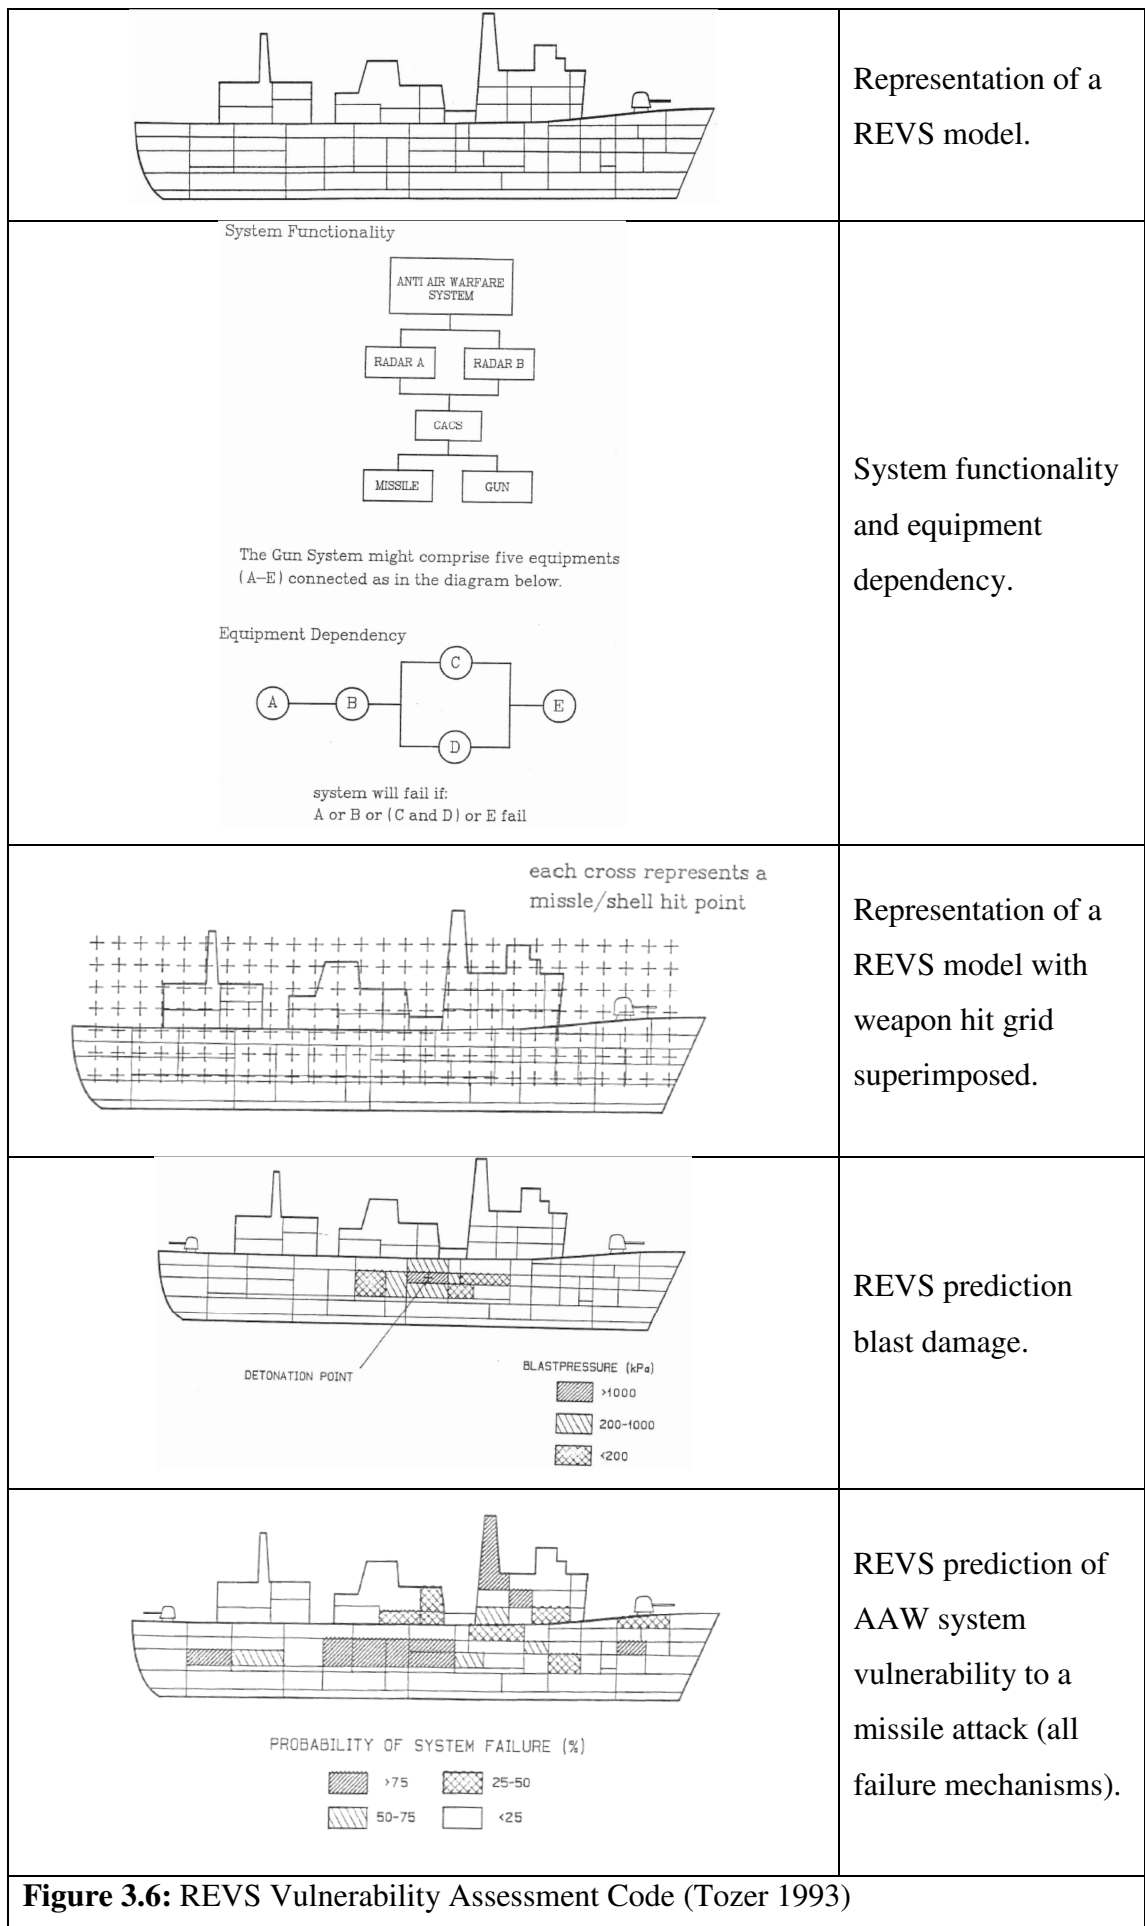 Representation of a
REVS model.
System Functionality
ANTI AIR WARFARE
SYSTEM
RADAR A
RADAR B
CACS
MISSILE
GUN
The Gun System might comprise five equipments
(A-E) connected as in the diagram below.
Equipment Dependency
C
A
B
E
D
system will fail if:
A or B or (C and D) or E fail
System functionality
and equipment
dependency.
each cross represents a
missle/shell hit point
Representation of a
REVS model with
weapon hit grid
superimposed.
DETONATION POINT
BLASTPRESSURE (kPa)
>1000
200-1000
<200
REVS prediction
blast damage.
PROBABILITY OF SYSTEM FAILURE (%)
>75
25-50
50-75
<25
REVS prediction of
AAW system
vulnerability to a
missile attack (all
failure mechanisms).
Figure 3.6: REVS Vulnerability Assessment Code (Tozer 1993)